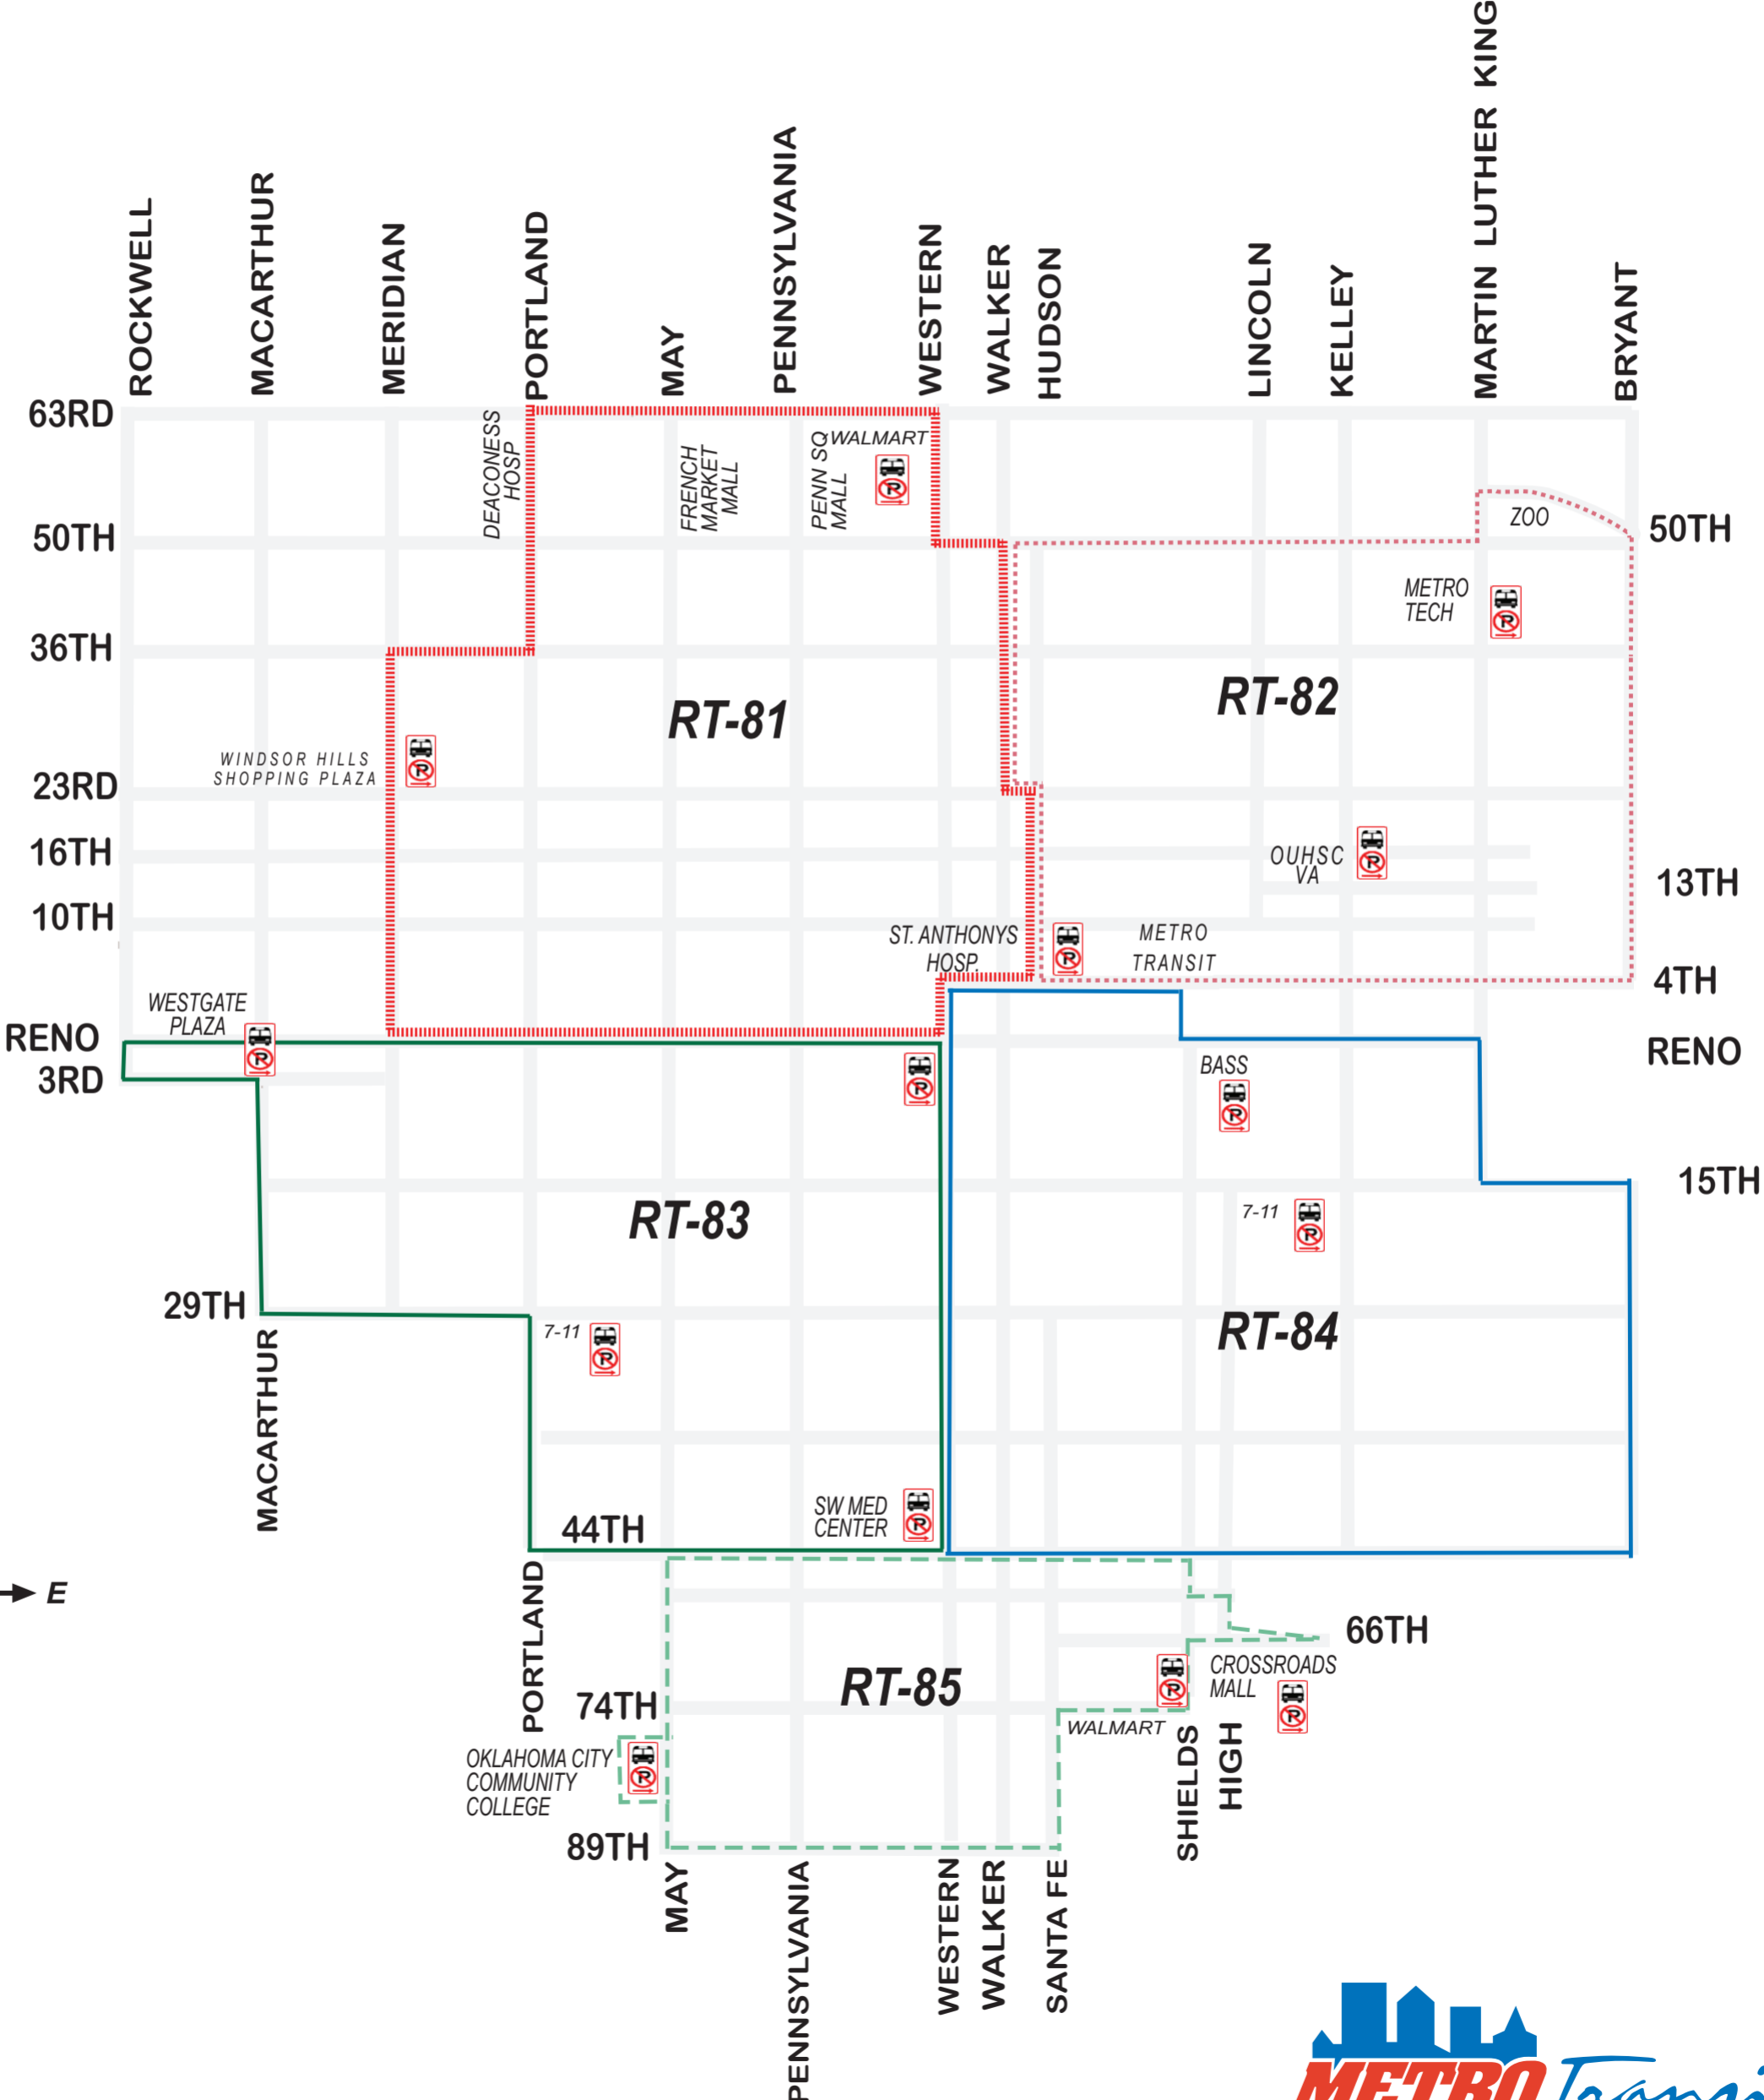 ROCKWELL
MACARTHUR
MERIDIAN
PORTLAND
MAY
PENNSYLVANIA
WESTERN
WALKER
HUDSON
LINCOLN
KELLEY
MARTIN LUTHER KING
BRYANT
63RD
DEACONESS
HOSP
FRENCH
MARKET
MALL
PENN SQ
MALL
WALMART
P
ZOO
50TH
50TH
METRO
TECH
P
36TH
RT-81
RT-82
WINDSOR HILLS
SHOPPING PLAZA
P
23RD
16TH
OUHSC
VA
P
13TH
10TH
ST. ANTHONYS
HOSP.
P
METRO
TRANSIT
4TH
WESTGATE
PLAZA
P
RENO
RENO
3RD
P
BASS
P
15TH
RT-83
7-11
P
29TH
7-11
P
RT-84
MACARTHUR
SW MED
CENTER
P
44TH
E
PORTLAND
66TH
RT-85
P
CROSSROADS
MALL
P
74TH
WALMART
OKLAHOMA CITY
COMMUNITY
COLLEGE
P
SHIELDS
HIGH
89TH
MAY
PENNSYLVANIA
WESTERN
WALKER
SANTA FE
METRO